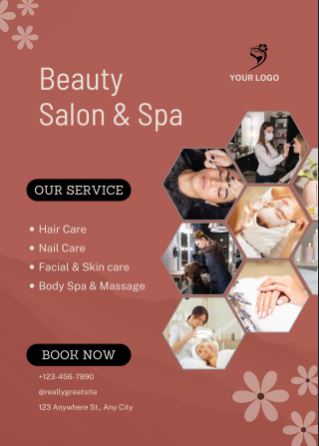 Beauty
Salon & Spa
YOUR LOGO
OUR SERVICE
Hair Care
Nail Care
Facial & Skin care
Body Spa & Massage
BOOK NOW
+123-456-7890
@reallygreatsite
123 Anywhere St., Any City